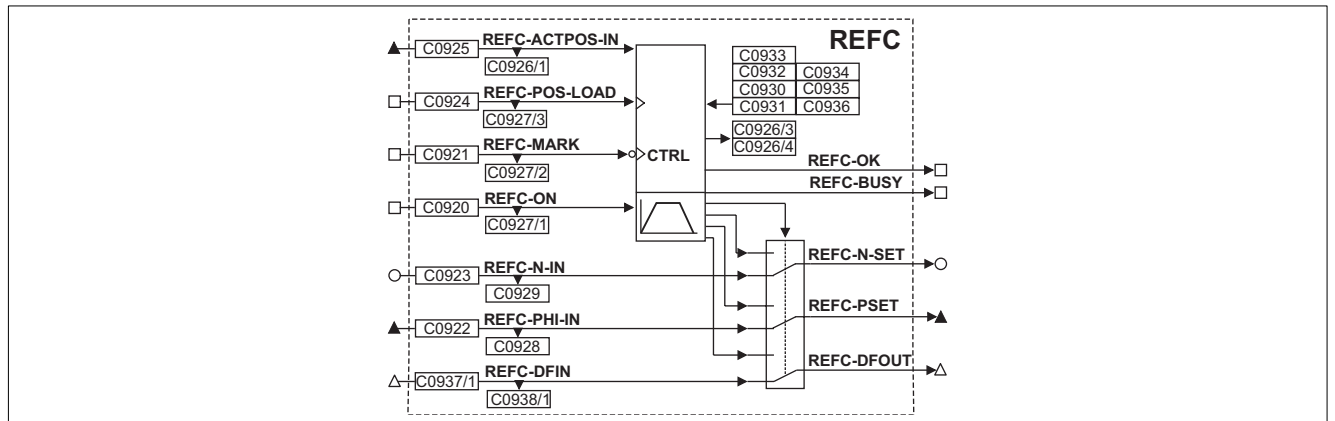 REFC
C0925 REFC-ACTPOS-IN
C0926/1
C0924 REFC-POS-LOAD
C0927/3
C0921 REFC-MARK
C0927/2
C0920 REFC-ON
C0927/1
C0923 REFC-N-IN
C0929
C0922 REFC-PHI-IN
C0928
C0937/1 REFC-DFIN
C0938/1
CTRL
C0933
C0932 C0934
C0930 C0935
C0931 C0936
C0926/3
C0926/4
REFC-OK
REFC-BUSY
REFC-N-SET
REFC-PSET
REFC-DFOUT